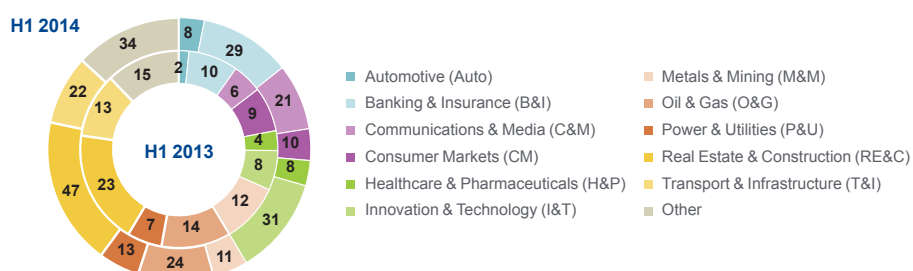 H1 2014
8
29
21
10
8
31
11
24
13
47
22
34
2
10
6
9
4
8
12
14
7
23
13
15
H1 2013
Automotive (Auto)
Banking & Insurance (B&I)
Communications & Media (C&M)
Consumer Markets (CM)
Healthcare & Pharmaceuticals (H&P)
Innovation & Technology (I&T)
Metals & Mining (M&M)
Oil & Gas (O&G)
Power & Utilities (P&U)
Real Estate & Construction (RE&C)
Transport & Infrastructure (T&I)
Other